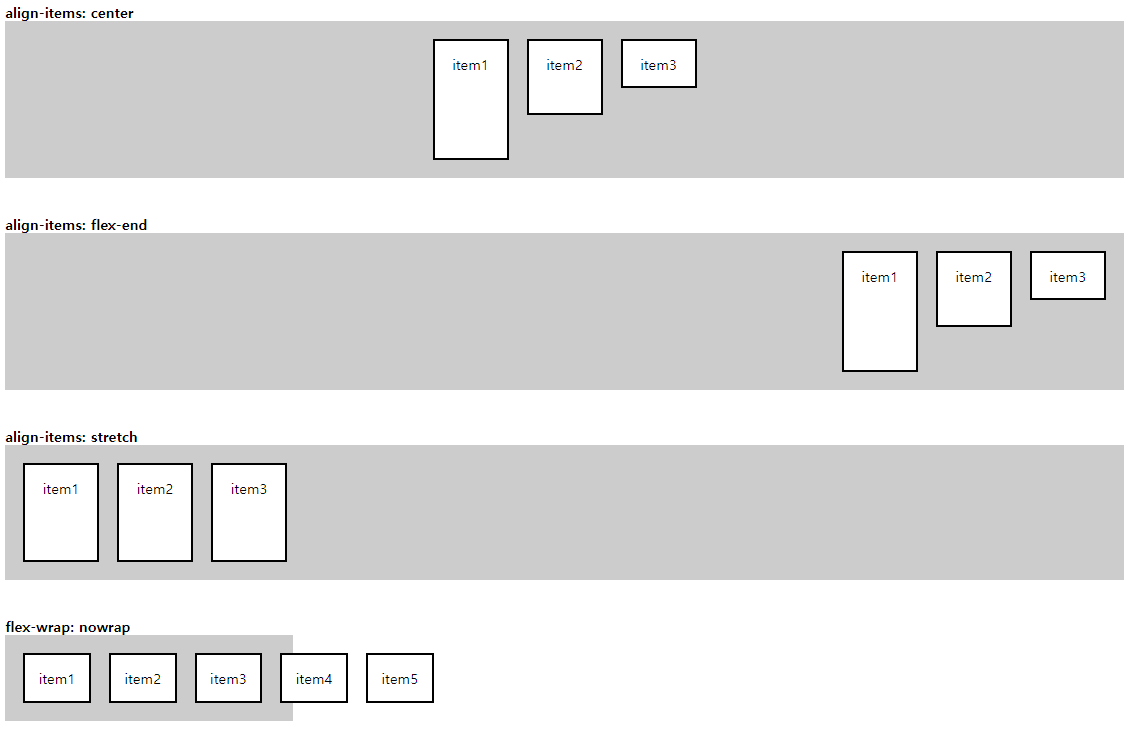 align-items: center
item1 item2 item3
align-items: flex-end
item1 item2 item3
align-items: stretch
item1 item2 item3
flex-wrap: nowrap
item1 item2 item3 item4 item5